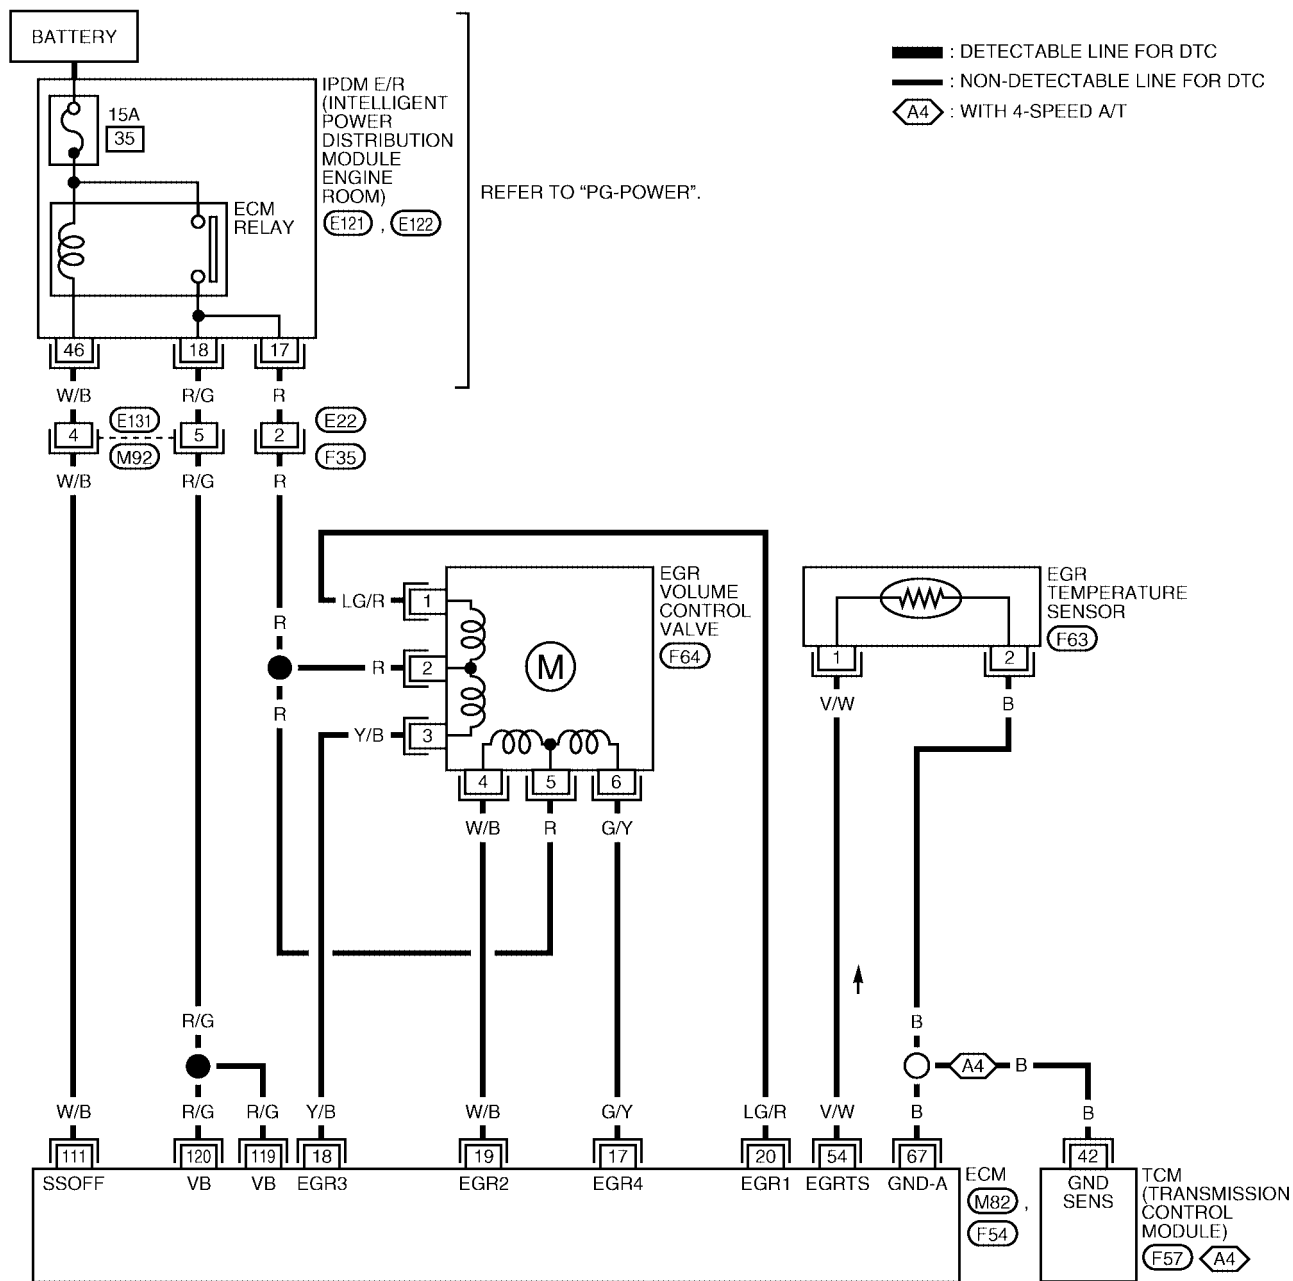 BATTERY
: DETECTABLE LINE FOR DTC
: NON-DETECTABLE LINE FOR DTC
A4 : WITH 4-SPEED A/T
15A
35
IPDM E/R
(INTELLIGENT
POWER
DISTRIBUTION
MODULE
ENGINE
ROOM)
E121 , E122
REFER TO “PG-POWER”.
ECM
RELAY
46 18 17
W/B R/G R
E131 E22
4 5 2
M92 F35
W/B R/G R
EGR
VOLUME
CONTROL
VALVE
F64
EGR
TEMPERATURE
SENSOR
F63
LG/R 1
R
R 2
M
R
Y/B 3
1 2
V/W B
4 5 6
W/B R G/Y
R/G B
A4 B
W/B R/G R/G Y/B W/B G/Y LG/R V/W B B
111 120 119 18 19 17 20 54 67 42
SSOFF VB VB EGR3 EGR2 EGR4 EGR1 EGRTS GND-A
ECM
M82 ,
F54
GND
SENS
TCM
(TRANSMISSION
CONTROL
MODULE)
F57 A4